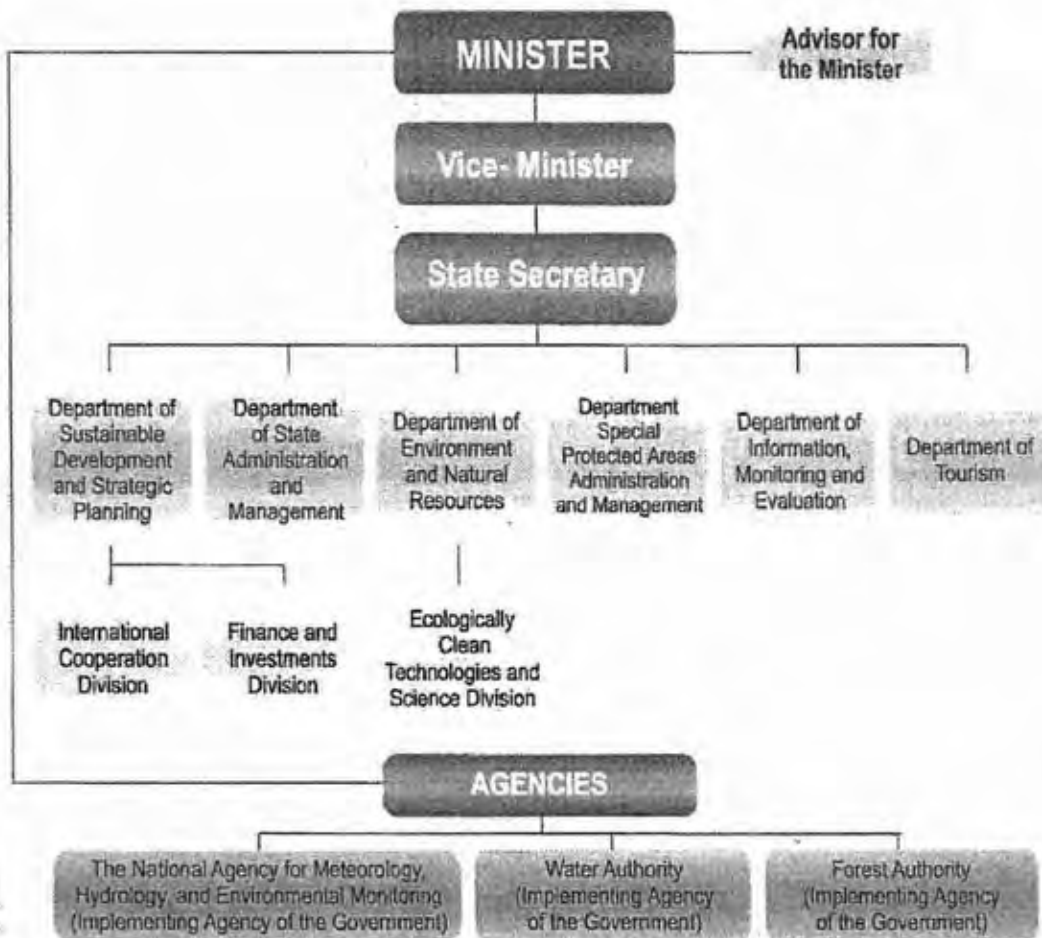 MINISTER
Advisor for
the Minister
Vice- Minister
State Secretary
Department of
Sustainable
Development
and Strategic
Planning
Department
of State
Administration
and
Management
Department of
Environment
and Natural
Resources
Department
Special
Protected Areas
Administration
and Management
Department of
Information,
Monitoring and
Evaluation
Department of
Tourism
International
Cooperation
Division
Finance and
Investments
Division
Ecologically
Clean
Technologies and
Science Division
AGENCIES
The National Agency for Meteorology,
Hydrology, and Environmental Monitoring
(Implementing Agency of the Government)
Water Authority
(Implementing Agency
of the Government)
Forest Authority
(Implementing Agency
of the Government)